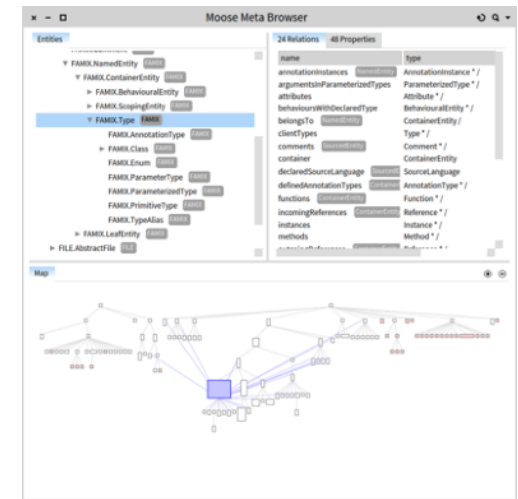 Moose Meta Browser
Entities
FAMIX.NamedEntity FAMIX
FAMIX.ContainerEntity FAMIX
FAMIX.BehaviouralEntity FAMIX
FAMIX.ScopingEntity FAMIX
FAMIX.Type FAMIX
FAMIX.AnnotationType FAMIX
FAMIX.Class FAMIX
FAMIX.Enum FAMIX
FAMIX.ParameterType FAMIX
FAMIX.ParameterizedType FAMIX
FAMIX.PrimitiveType FAMIX
FAMIX.TypeAlias FAMIX
FAMIX.LeafEntity FAMIX
FILE.AbstractFile FILE
24 Relations 48 Properties
name type
annotationInstances NamedEntity AnnotationInstance * /
argumentsInParameterizedTypes ParameterizedType * /
attributes Attribute * /
behavioursWithDeclaredType BehaviouralEntity * /
belongsTo NamedEntity ContainerEntity /
clientTypes Type * /
comments SourcedEntity Comment * /
container ContainerEntity
declaredSourceLanguage SourcedE SourceLanguage
definedAnnotationTypes Container AnnotationType * /
functions ContainerEntity Function * /
incomingReferences ContainerEntity Reference * /
instances Instance * /
methods Method * /
Map